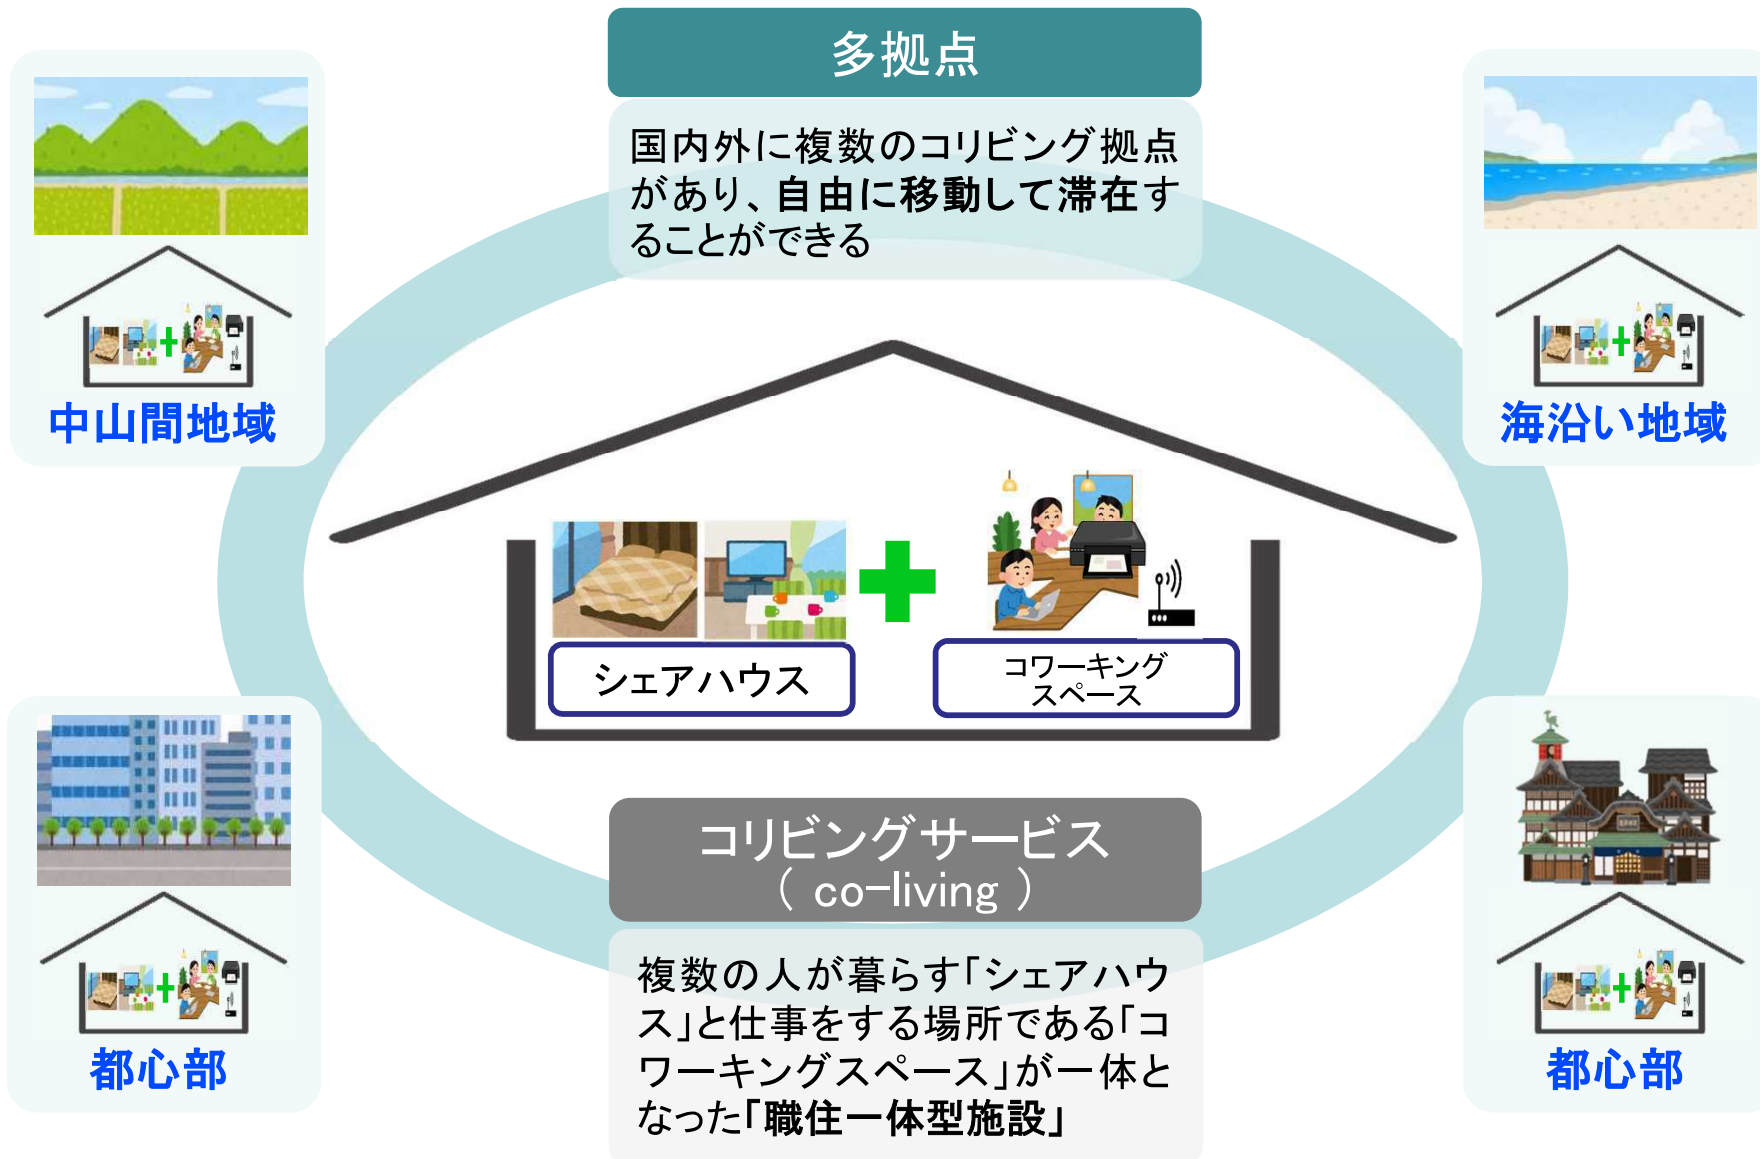 多拠点
国内外に複数のコリビング拠点
があり、自由に移動して滞在す
ることができる
中山間地域
海沿い地域
シェアハウス
コワーキング
スペース
コリビングサービス
（ co-living ）
複数の人が暮らす「シェアハウ
ス」と仕事をする場所である「コ
ワーキングスペース」が一体と
なった「職住一体型施設」
都心部
都心部